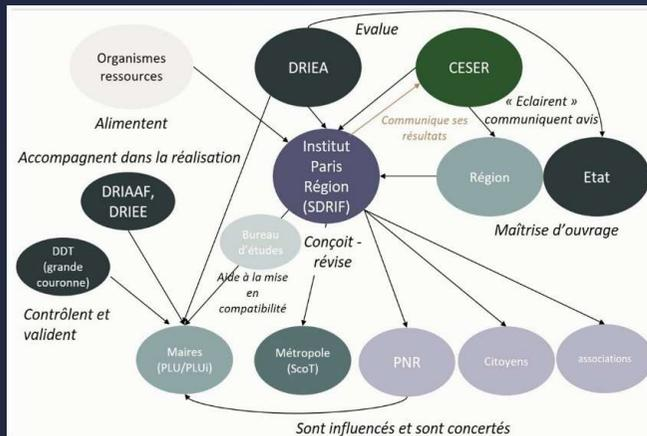 Evalue
Organismes
ressources
DRIEA
CESER
« Eclairent »
communiquent avis
Alimentent
Communique ses
résultats
Accompagnent dans la réalisation
Institut
Paris
Région
(SDRIF)
Région
Etat
DRIAAF,
DRIEE
Maîtrise d'ouvrage
Bureau
d'études
Conçoit -
révise
DDT
(grande
couronne)
Aide à la mise
en
compatibilité
Contrôlent et
valident
Maires
(PLU/PLUi)
Métropole
(ScoT)
PNR
Citoyens
associations
Sont influencés et sont concertés